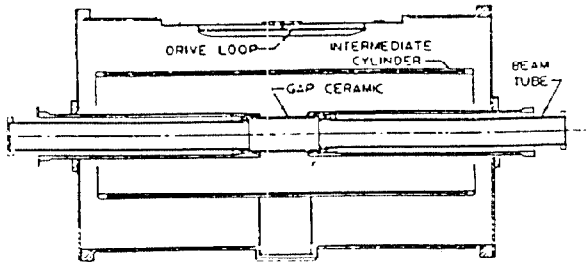 DRIVE LOOP
INTERMEDIATE
CYLINDER
BEAM
TUBE
GAP CERAMIC